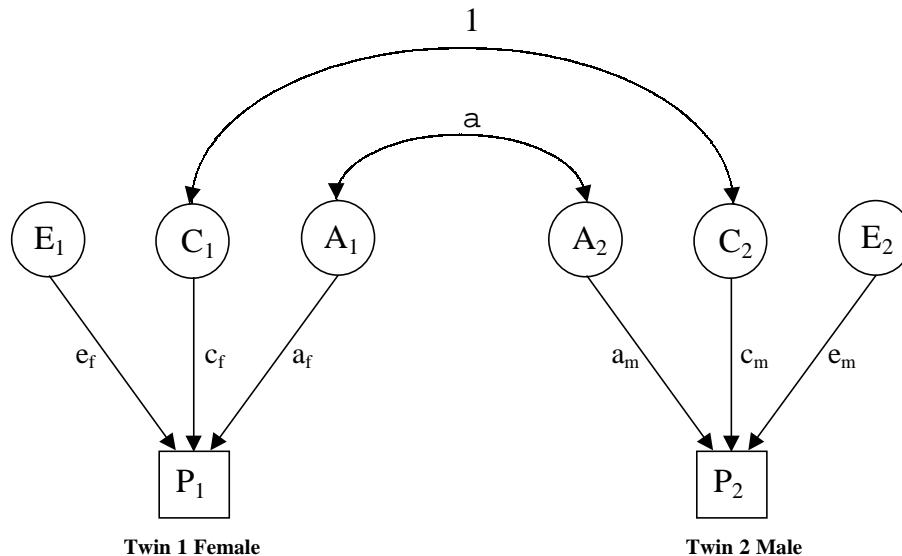 1
a
E1 C1 A1 A2 C2 E2
ef cf af am cm em
P1 P2
Twin 1 Female Twin 2 Male